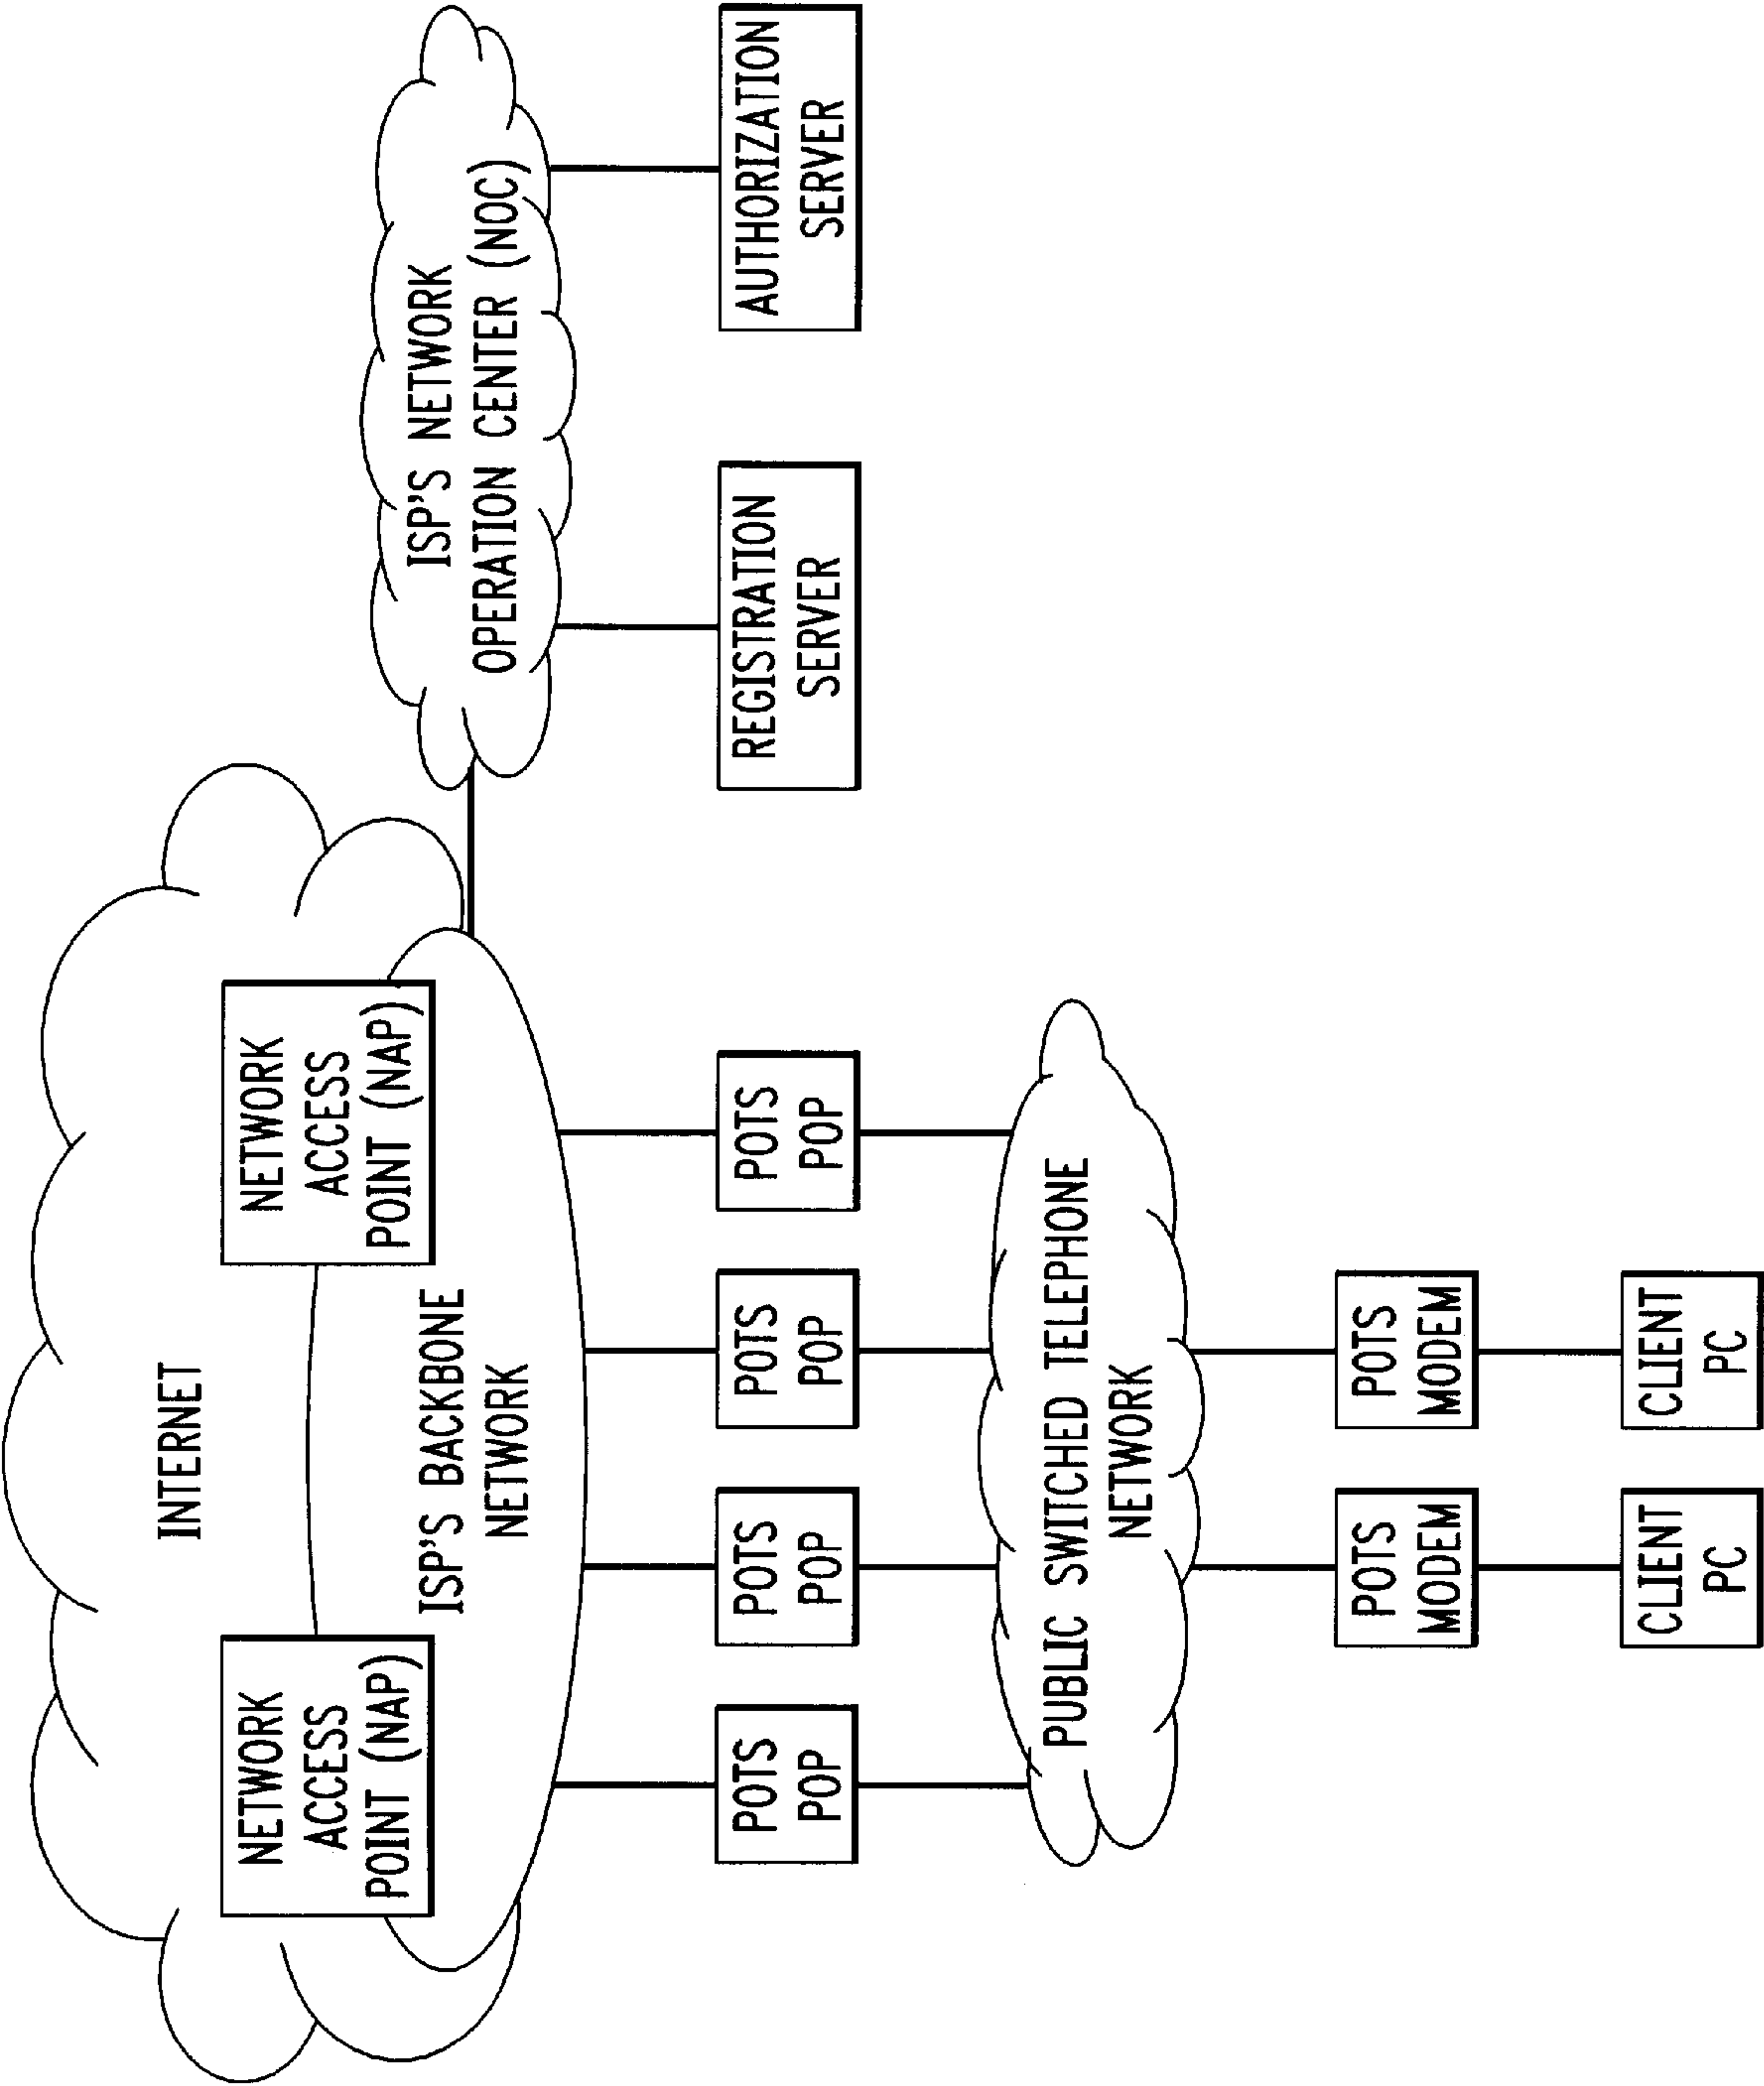 INTERNET
NETWORK
ACCESS
POINT (NAP)
NETWORK
ACCESS
POINT (NAP)
ISP'S BACKBONE
NETWORK
ISP'S NETWORK
OPERATION CENTER (NOC)
POTS
POP
POTS
POP
POTS
POP
POTS
POP
REGISTRATION
SERVER
AUTHORIZATION
SERVER
PUBLIC SWITCHED TELEPHONE
NETWORK
POTS
MODEM
POTS
MODEM
CLIENT
PC
CLIENT
PC